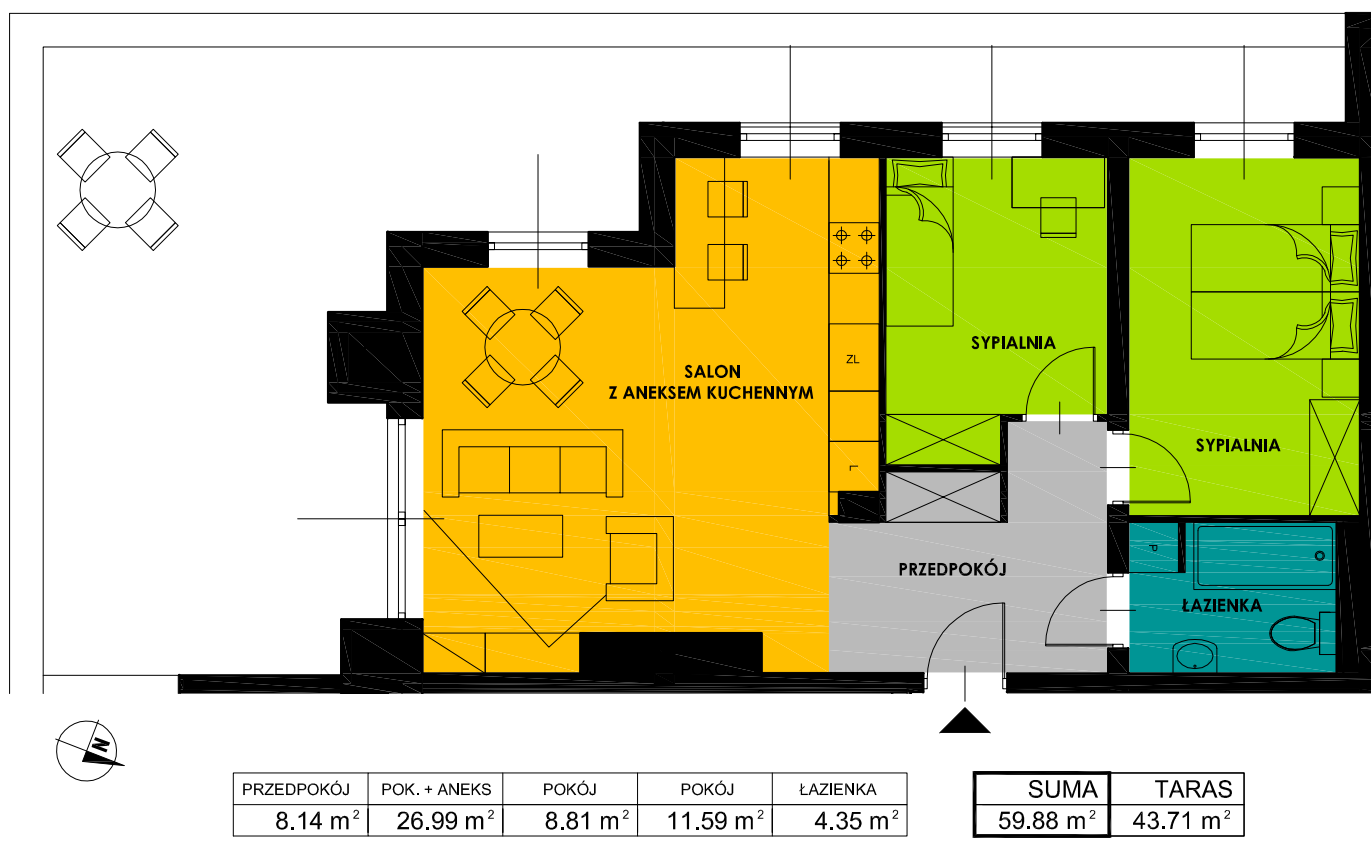 SALON
Z ANEKSEM KUCHENNYM
ZL
L
SYPIALNIA
SYPIALNIA
PRZEDPOKÓJ
P
ŁAZIENKA
N
PRZEDPOKÓJ POK. + ANEKS POKÓJ POKÓJ ŁAZIENKA
8.14 m² 26.99 m² 8.81 m² 11.59 m² 4.35 m²
SUMA TARAS
59.88 m² 43.71 m²